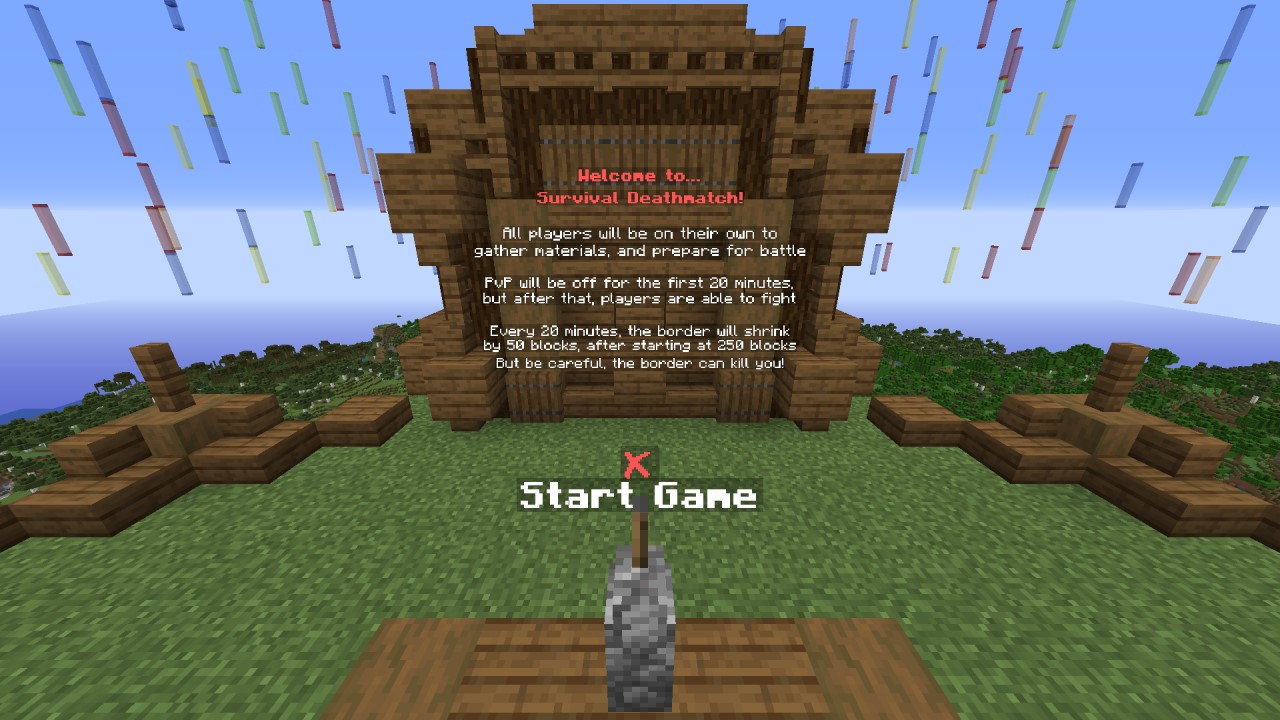 Welcome to...
Survival Deathmatch!
All players will be on their own to
gather materials, and prepare for battle
PvP will be off for the first 20 minutes,
but after that, players are able to fight
Every 20 minutes, the border will shrink
by 50 blocks, after starting at 250 blocks
But be careful, the border can kill you!
X
Start Game